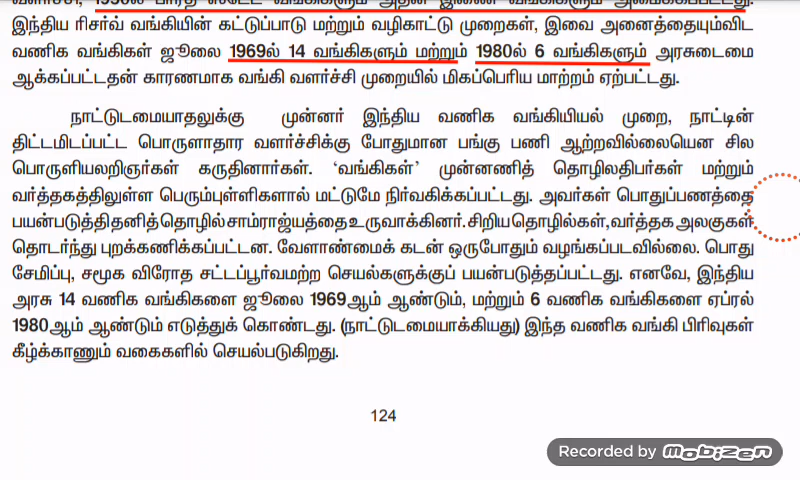 இந்திய ரிசர்வ் வங்கியின் கட்டுப்பாடு மற்றும் வழிகாட்டு முறைகள், இவை அனைத்தையும்விட
வணிக வங்கிகள் ஜூலை 1969ல் 14 வங்கிகளும் மற்றும் 1980ல் 6 வங்கிகளும் அரசுடைமை
ஆக்கப்பட்டதன் காரணமாக வங்கி வளர்ச்சி முறையில் மிகப்பெரிய மாற்றம் ஏற்பட்டது.
நாட்டுடமையாதலுக்கு முன்னர் இந்திய வணிக வங்கியியல் முறை, நாட்டின்
திட்டமிடப்பட்ட பொருளாதார வளர்ச்சிக்கு போதுமான பங்கு பணி ஆற்றவில்லையென சில
பொருளியலறிஞர்கள் கருதினார்கள். ‘வங்கிகள்’ முன்னணித் தொழிலதிபர்கள் மற்றும்
வர்த்தகத்திலுள்ள பெரும்புள்ளிகளால் மட்டுமே நிர்வகிக்கப்பட்டது. அவர்கள் பொதுப்பணத்தை
பயன்படுத்தி தனித் தொழில் சாம்ராஜ்யத்தை உருவாக்கினர். சிறிய தொழில்கள், வர்த்தக அலகுகள்
தொடர்ந்து புறக்கணிக்கப்பட்டன. வேளாண்மைக் கடன் ஒருபோதும் வழங்கப்படவில்லை. பொது
சேமிப்பு, சமூக விரோத சட்டப்பூர்வமற்ற செயல்களுக்குப் பயன்படுத்தப்பட்டது. எனவே, இந்திய
அரசு 14 வணிக வங்கிகளை ஜூலை 1969ஆம் ஆண்டும், மற்றும் 6 வணிக வங்கிகளை ஏப்ரல்
1980ஆம் ஆண்டும் எடுத்துக் கொண்டது. (நாட்டுடமையாக்கியது) இந்த வணிக வங்கி பிரிவுகள்
கீழ்க்காணும் வகைகளில் செயல்படுகிறது.
124
Recorded by mobizen